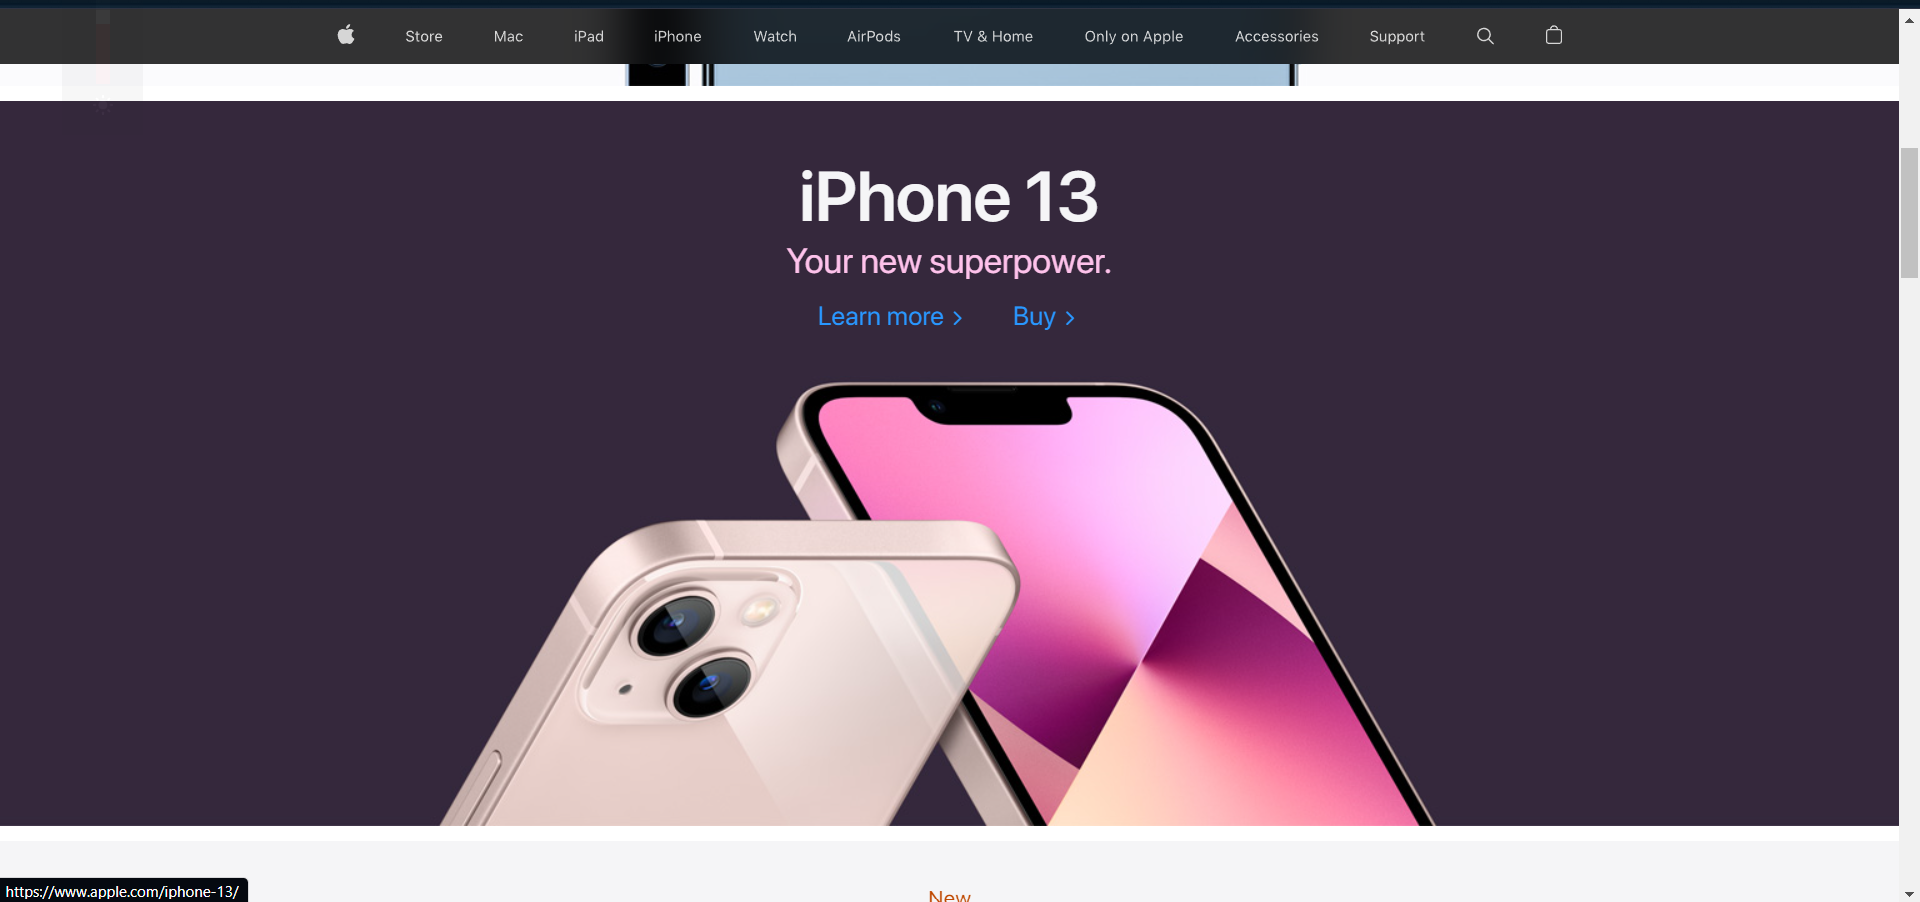 Store Mac iPad iPhone Watch AirPods TV & Home Only on Apple Accessories Support
iPhone 13
Your new superpower.
Learn more > Buy >
New
https://www.apple.com/iphone-13/